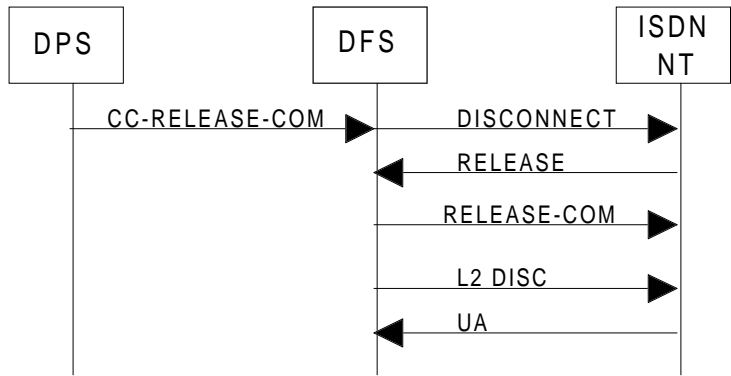 DPS
DFS
ISDN
NT
CC-RELEASE-COM
DISCONNECT
RELEASE
RELEASE-COM
L2 DISC
UA